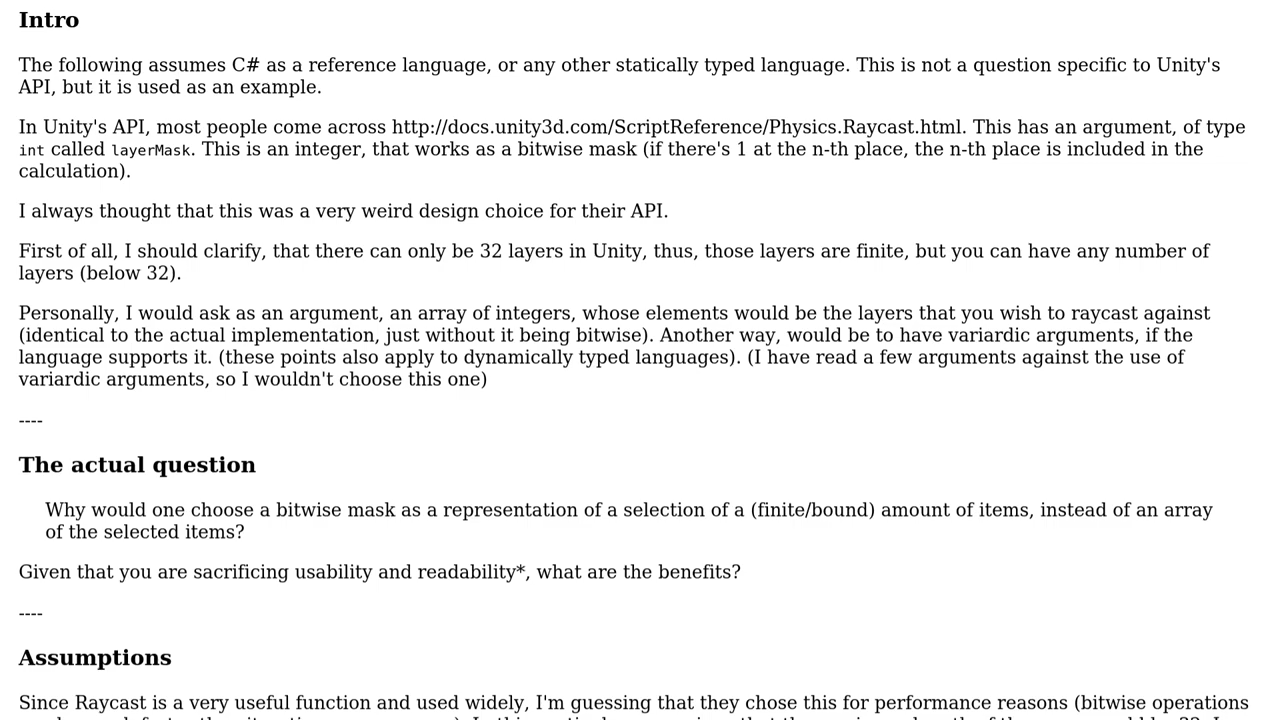 Intro
The following assumes C# as a reference language, or any other statically typed language. This is not a question specific to Unity's
API, but it is used as an example.
In Unity's API, most people come across http://docs.unity3d.com/ScriptReference/Physics.Raycast.html. This has an argument, of type
int called layerMask. This is an integer, that works as a bitwise mask (if there's 1 at the n-th place, the n-th place is included in the
calculation).
I always thought that this was a very weird design choice for their API.
First of all, I should clarify, that there can only be 32 layers in Unity, thus, those layers are finite, but you can have any number of
layers (below 32).
Personally, I would ask as an argument, an array of integers, whose elements would be the layers that you wish to raycast against
(identical to the actual implementation, just without it being bitwise). Another way, would be to have variardic arguments, if the
language supports it. (these points also apply to dynamically typed languages). (I have read a few arguments against the use of
variardic arguments, so I wouldn't choose this one)
----
The actual question
Why would one choose a bitwise mask as a representation of a selection of a (finite/bound) amount of items, instead of an array
of the selected items?
Given that you are sacrificing usability and readability*, what are the benefits?
----
Assumptions
Since Raycast is a very useful function and used widely, I'm guessing that they chose this for performance reasons (bitwise operations